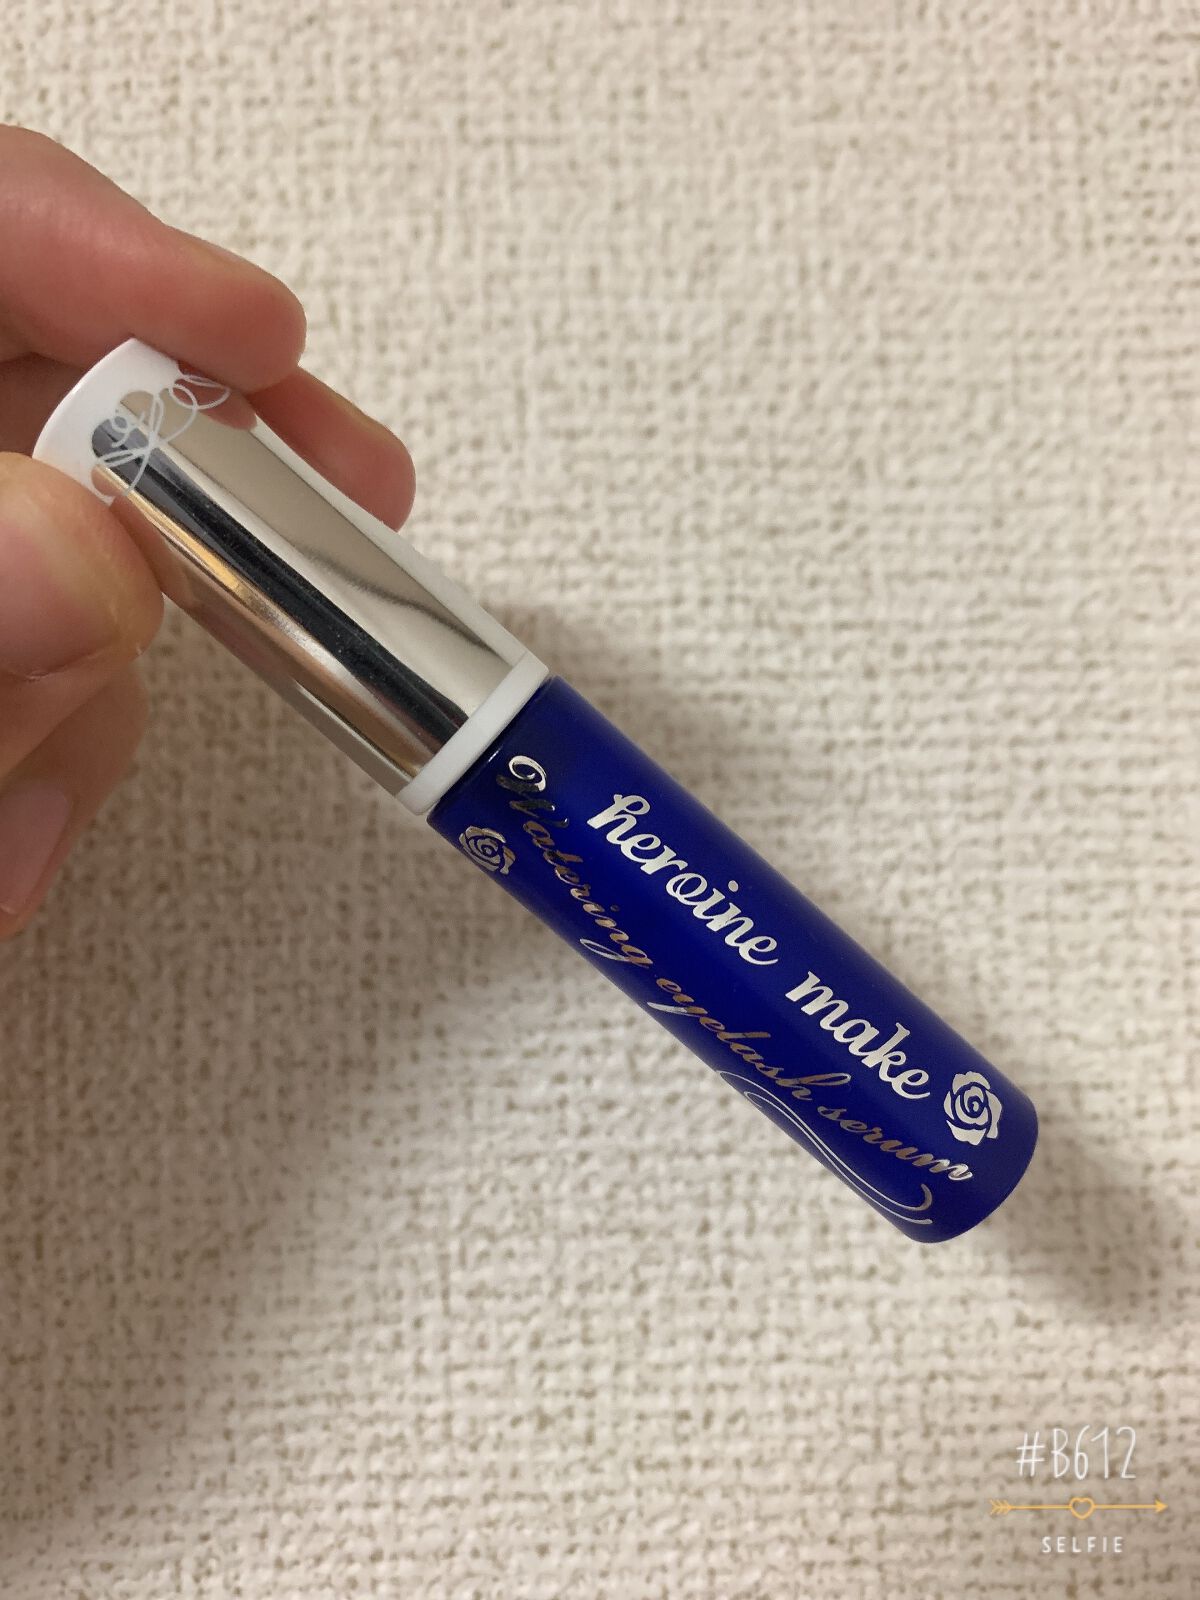 heroine make
Watering eyelash serum
#B612
SELFIE